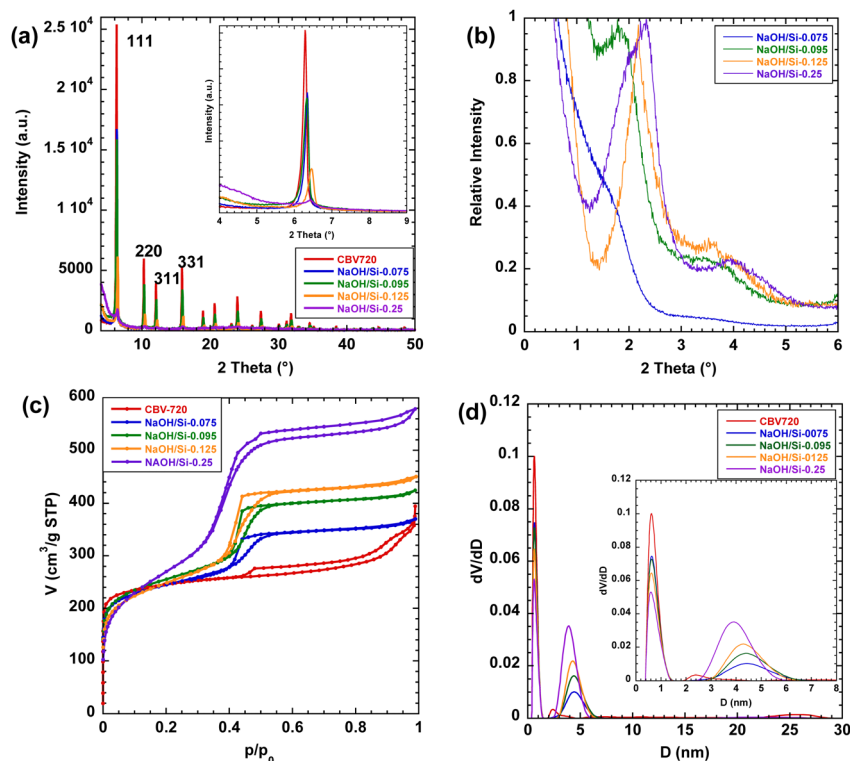 (a)
111
220
311
331
2.5 10⁴
2 10⁴
1.5 10⁴
1 10⁴
5000
0
Intensity (a.u.)
0 10 20 30 40 50
2 Theta (°)
Intensity (a.u.)
4 5 6 7 8 9
2 Theta (°)
CBV720
NaOH/Si-0.075
NaOH/Si-0.095
NaOH/Si-0.125
NaOH/Si-0.25
(b)
1
0.8
0.6
0.4
0.2
0
Relative Intensity
0 1 2 3 4 5 6
2 Theta (°)
NaOH/Si-0.075
NaOH/Si-0.095
NaOH/Si-0.125
NaOH/Si-0.25
(c)
600
500
400
300
200
100
0
V (cm³/g STP)
0 0.2 0.4 0.6 0.8 1
p/p₀
CBV-720
NaOH/Si-0.075
NaOH/Si-0.095
NaOH/Si-0.125
NAOH/Si-0.25
(d)
0.12
0.1
0.08
0.06
0.04
0.02
0
dV/dD
0 5 10 15 20 25 30
D (nm)
CBV720
NaOH/Si-0075
NaOH/Si-0.095
NaOH/Si-0125
NaOH/Si-0.25
0.12
0.1
0.08
0.06
0.04
0.02
0
dV/dD
0 1 2 3 4 5 6 7 8
D (nm)